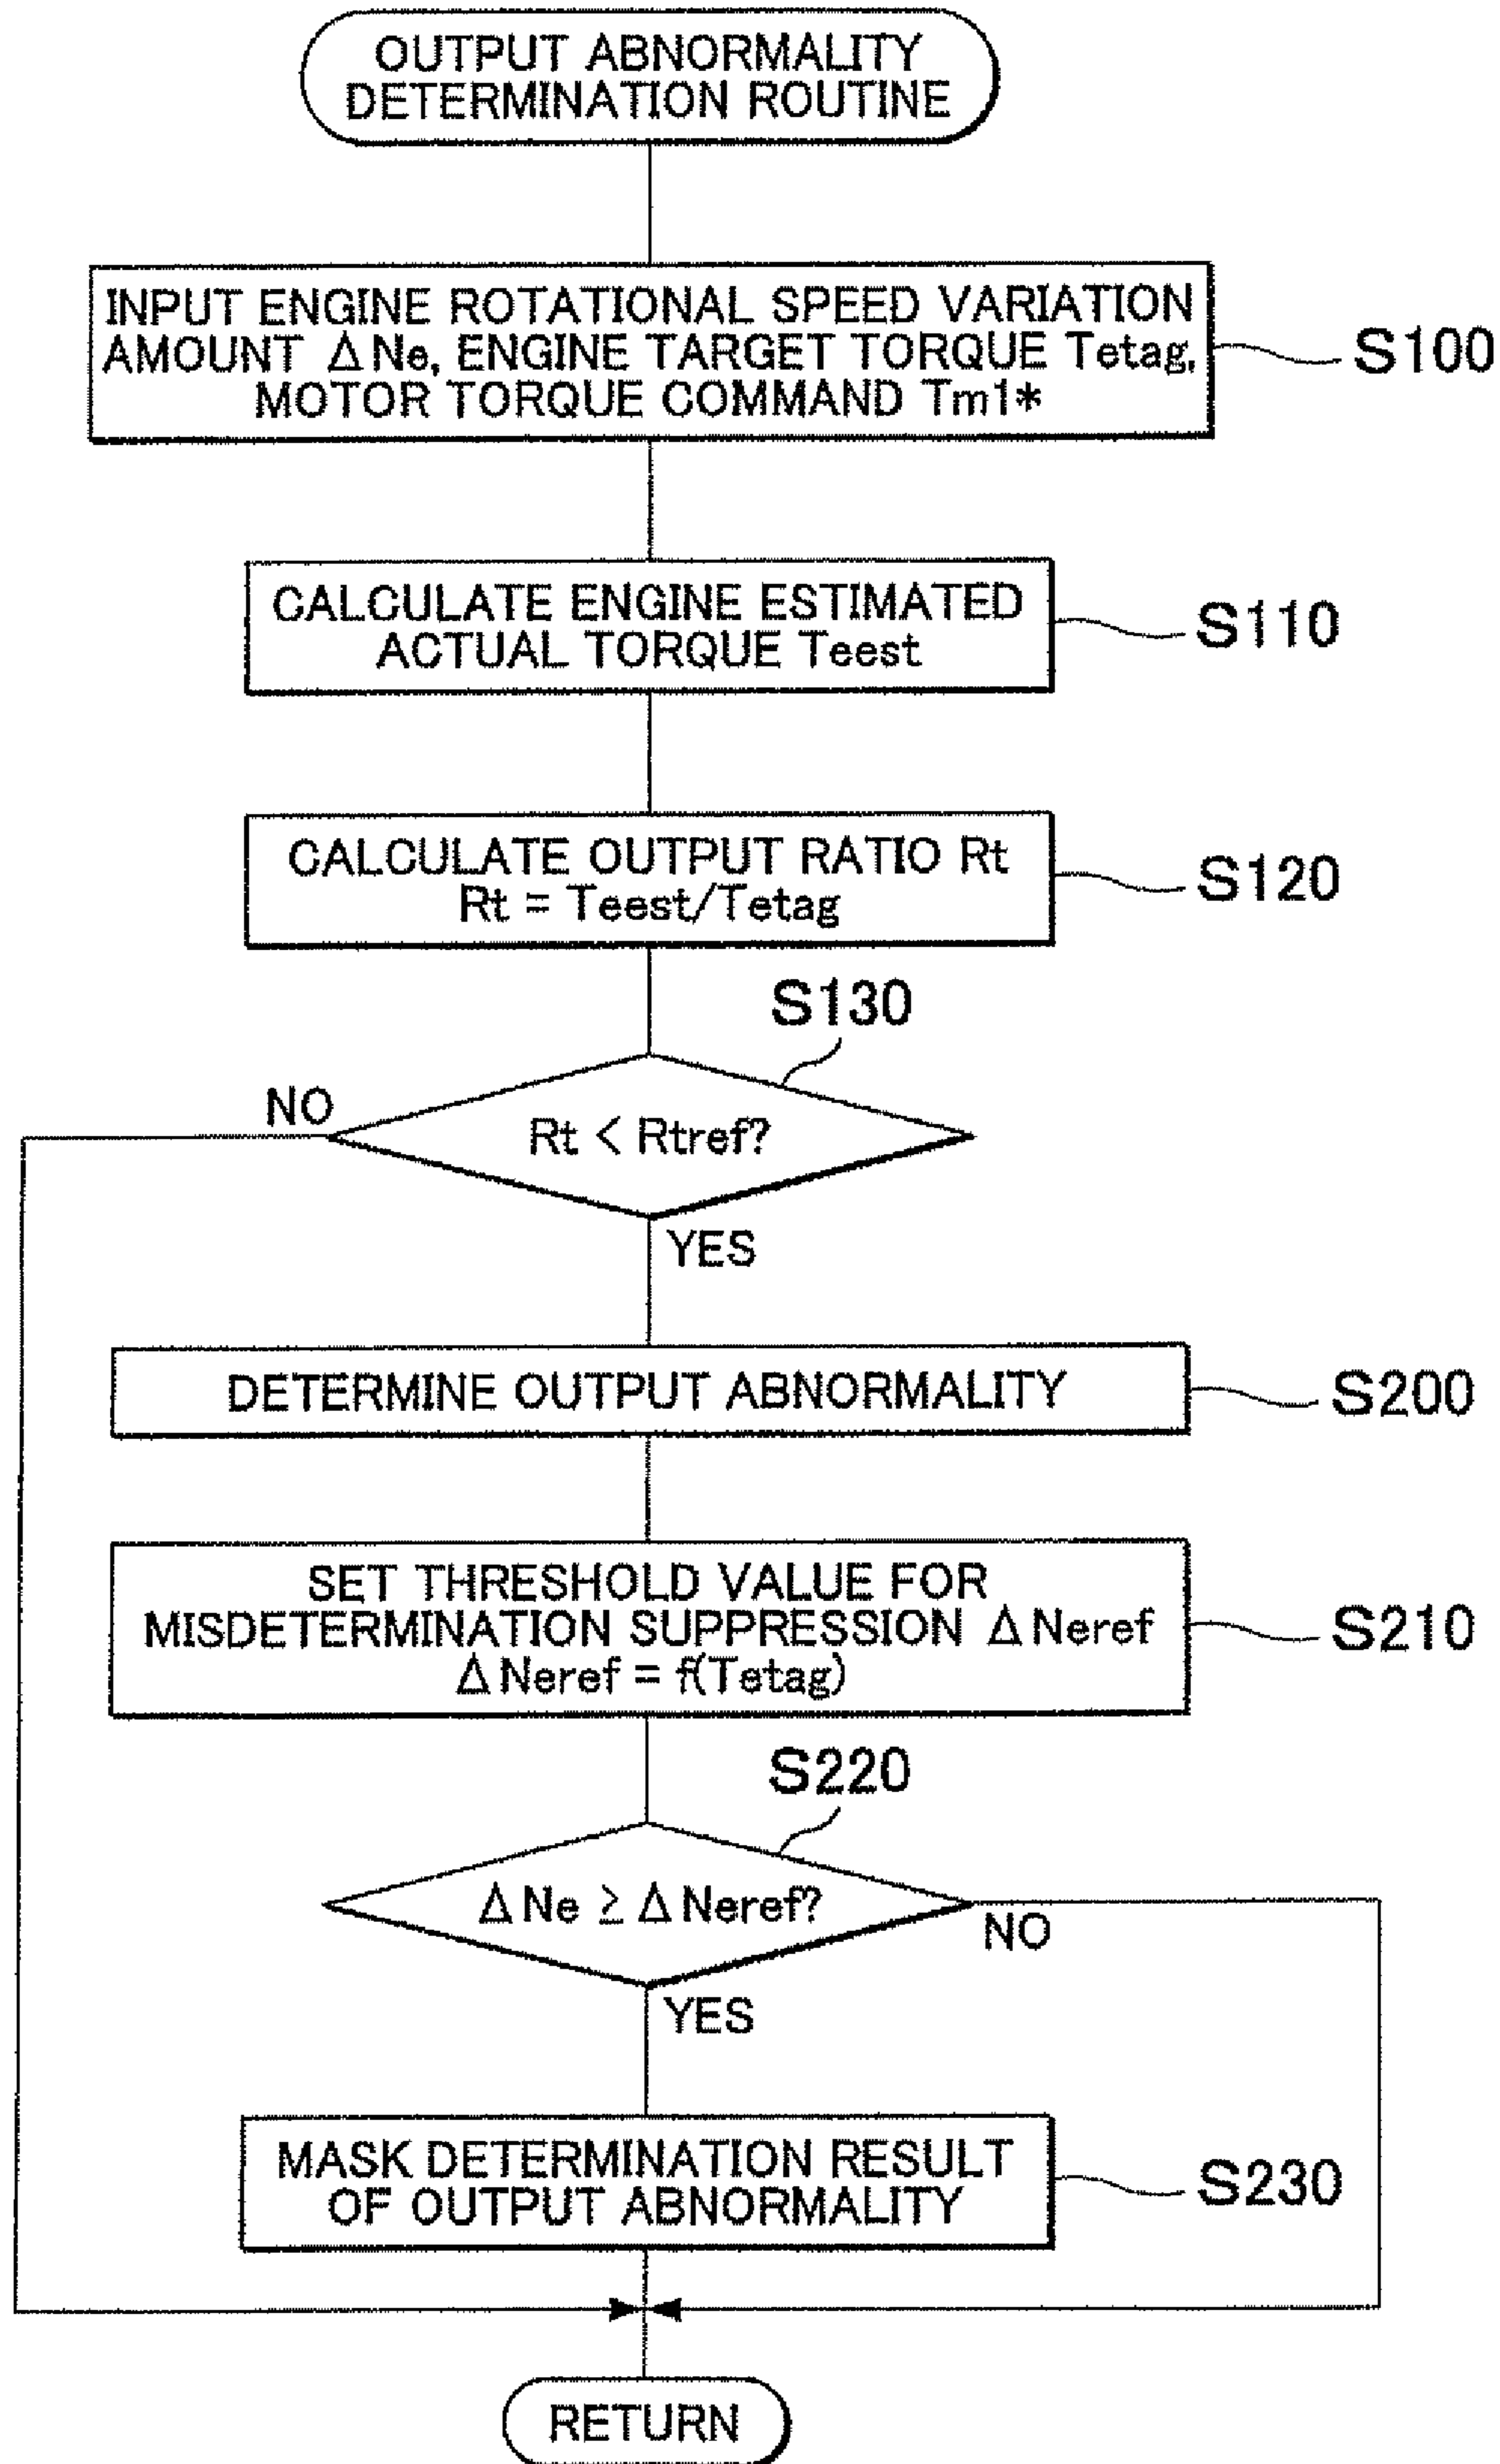 OUTPUT ABNORMALITY
DETERMINATION ROUTINE
INPUT ENGINE ROTATIONAL SPEED VARIATION
AMOUNT ΔNe, ENGINE TARGET TORQUE Tetag,
MOTOR TORQUE COMMAND Tm1*
S100
CALCULATE ENGINE ESTIMATED
ACTUAL TORQUE Teest
S110
CALCULATE OUTPUT RATIO Rt
Rt = Teest/Tetag
S120
S130
NO
Rt < Rtref?
YES
DETERMINE OUTPUT ABNORMALITY
S200
SET THRESHOLD VALUE FOR
MISDETERMINATION SUPPRESSION ΔNeref
ΔNeref = f(Tetag)
S210
S220
ΔNe ≥ ΔNeref?
NO
YES
MASK DETERMINATION RESULT
OF OUTPUT ABNORMALITY
S230
RETURN